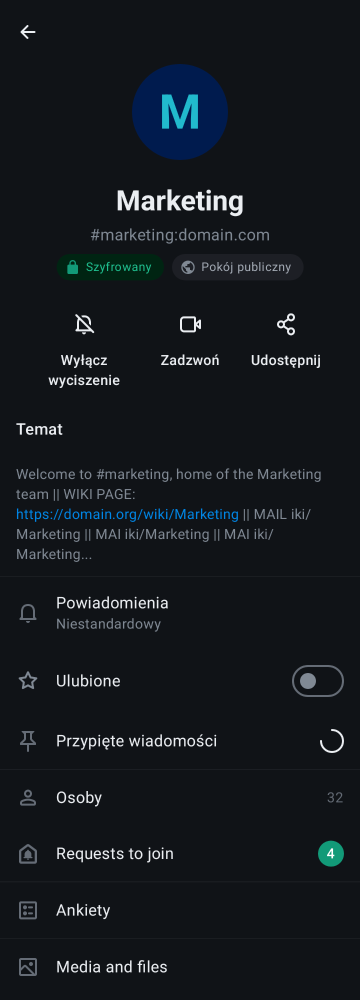 M
Marketing
#marketing:domain.com
Szyfrowany
Pokój publiczny
Wyłącz
wyciszenie
Zadzwoń
Udostępnij
Temat
Welcome to #marketing, home of the Marketing
team || WIKI PAGE:
https://domain.org/wiki/Marketing || MAIL iki/
Marketing || MAI iki/Marketing || MAI iki/
Marketing...
Powiadomienia
Niestandardowy
Ulubione
Przypięte wiadomości
Osoby 32
Requests to join 4
Ankiety
Media and files